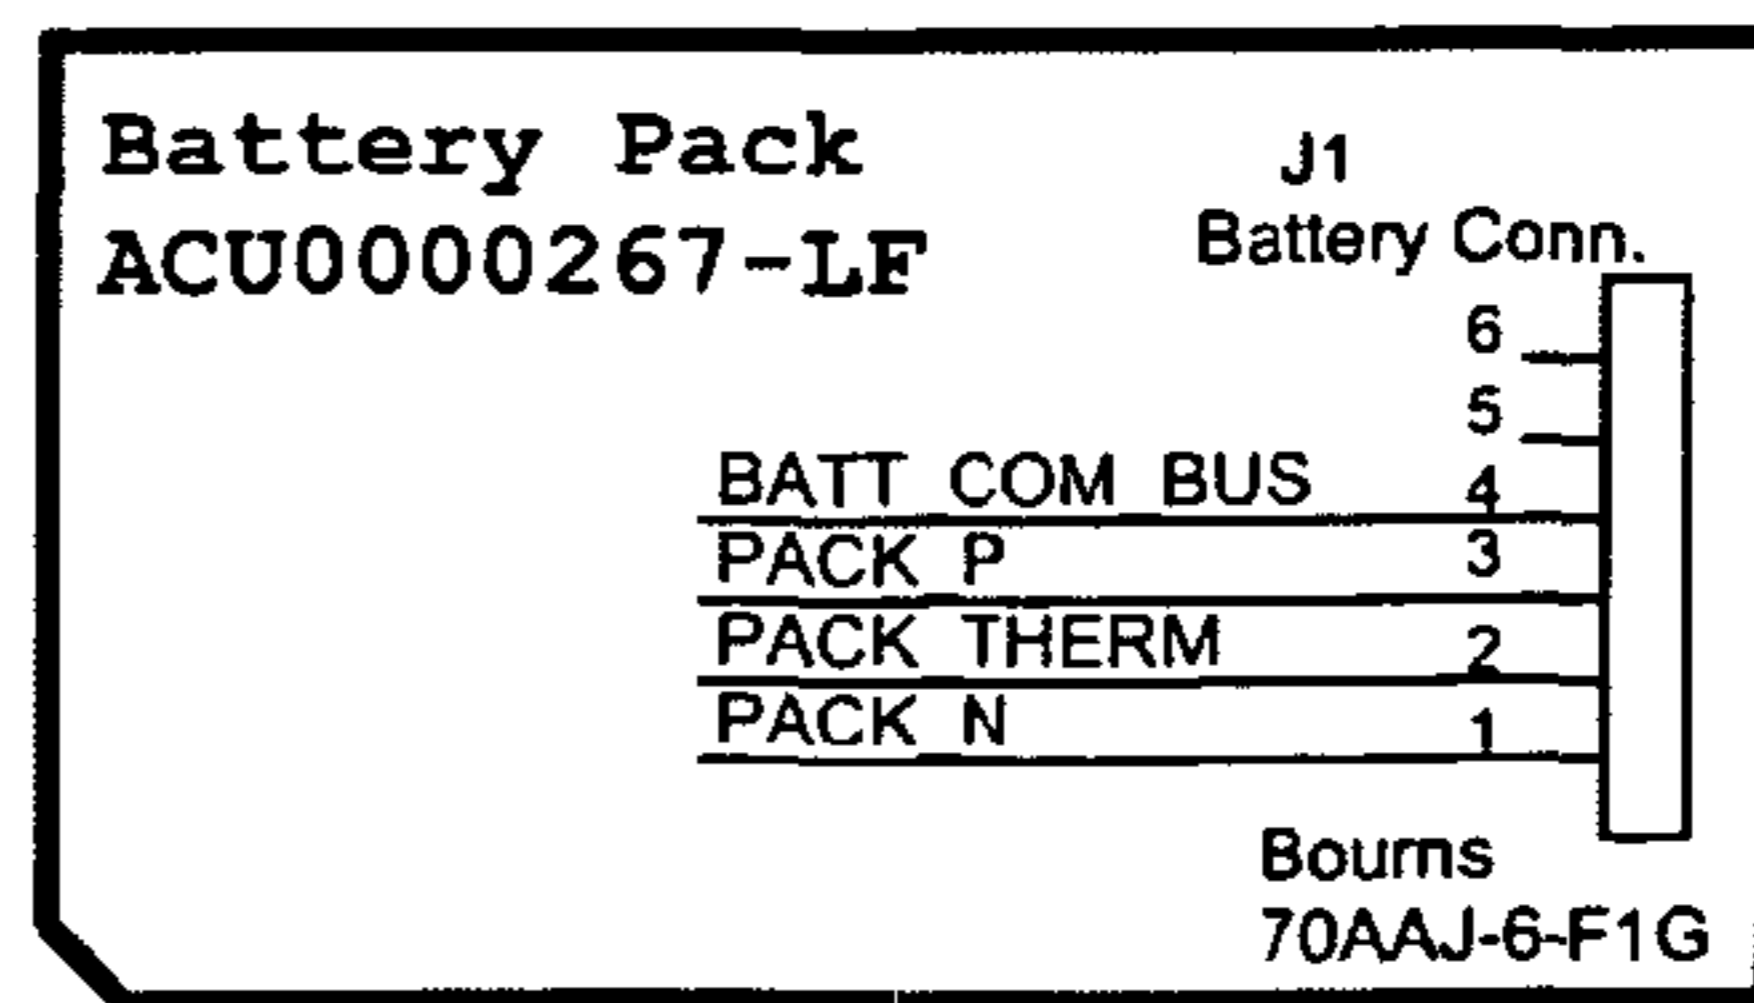 Battery Pack
ACU0000267-LF
J1
Battery Conn.
6
5
BATT COM BUS 4
PACK P 3
PACK THERM 2
PACK N 1
Bourns
70AAJ-6-F1G